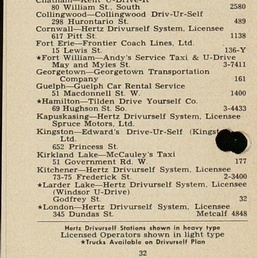 Chatham—Kent U-Drive-It
80 William St. South 2580
Collingwood—Collingwood Driv-Ur-Self
298 Hurontario St. 489
Cornwall—Hertz Drivurself System, Licensee
617 Pitt St. 1138
Fort Erie—Frontier Coach Lines, Ltd.
15 Lewis St. 136-Y
★Fort William—Andy's Service Taxi & U-Drive
May and Myles St. 3-7411
Georgetown—Georgetown Transportation
Company 161
Guelph—Guelph Car Rental Service
51 Macdonnell St. W. 1400
★Hamilton—Tilden Drive Yourself Co.
69 Hughson St. So. 3-4433
Kapuskasing—Hertz Drivurself System, Licensee
Spruce Motors, Ltd.
Kingston—Edward's Drive-Ur-Self (Kingston)
Ltd.
652 Princess St.
Kirkland Lake—McCauley's Taxi
51 Government Rd. W. 177
Kitchener—Hertz Drivurself System, Licensee
73-75 Frederick St. 2-3400
★Larder Lake—Hertz Drivurself System, Licensee
(Windsor U-Drive)
Godfrey St. 32
★London—Hertz Drivurself System, Licensee
345 Dundas St. Metcalf 4848
Hertz Drivurself Stations shown in heavy type
Licensed Operators shown in light type
★Trucks Available on Drivurself Plan
32